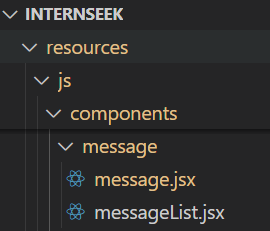 INTERNSEEK
resources
js
components
message
message.jsx
messageList.jsx